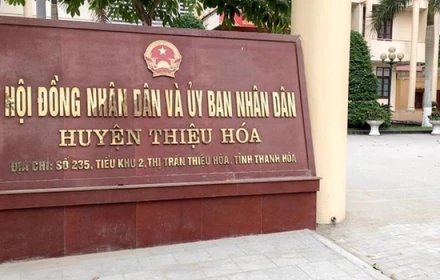 HỘI ĐỒNG NHÂN DÂN VÀ ỦY BAN NHÂN DÂN
HUYỆN THIỆU HÓA
ĐỊA CHỈ: SỐ 235, TIỂU KHU 2, THỊ TRẤN THIỆU HÓA, TỈNH THANH HÓA